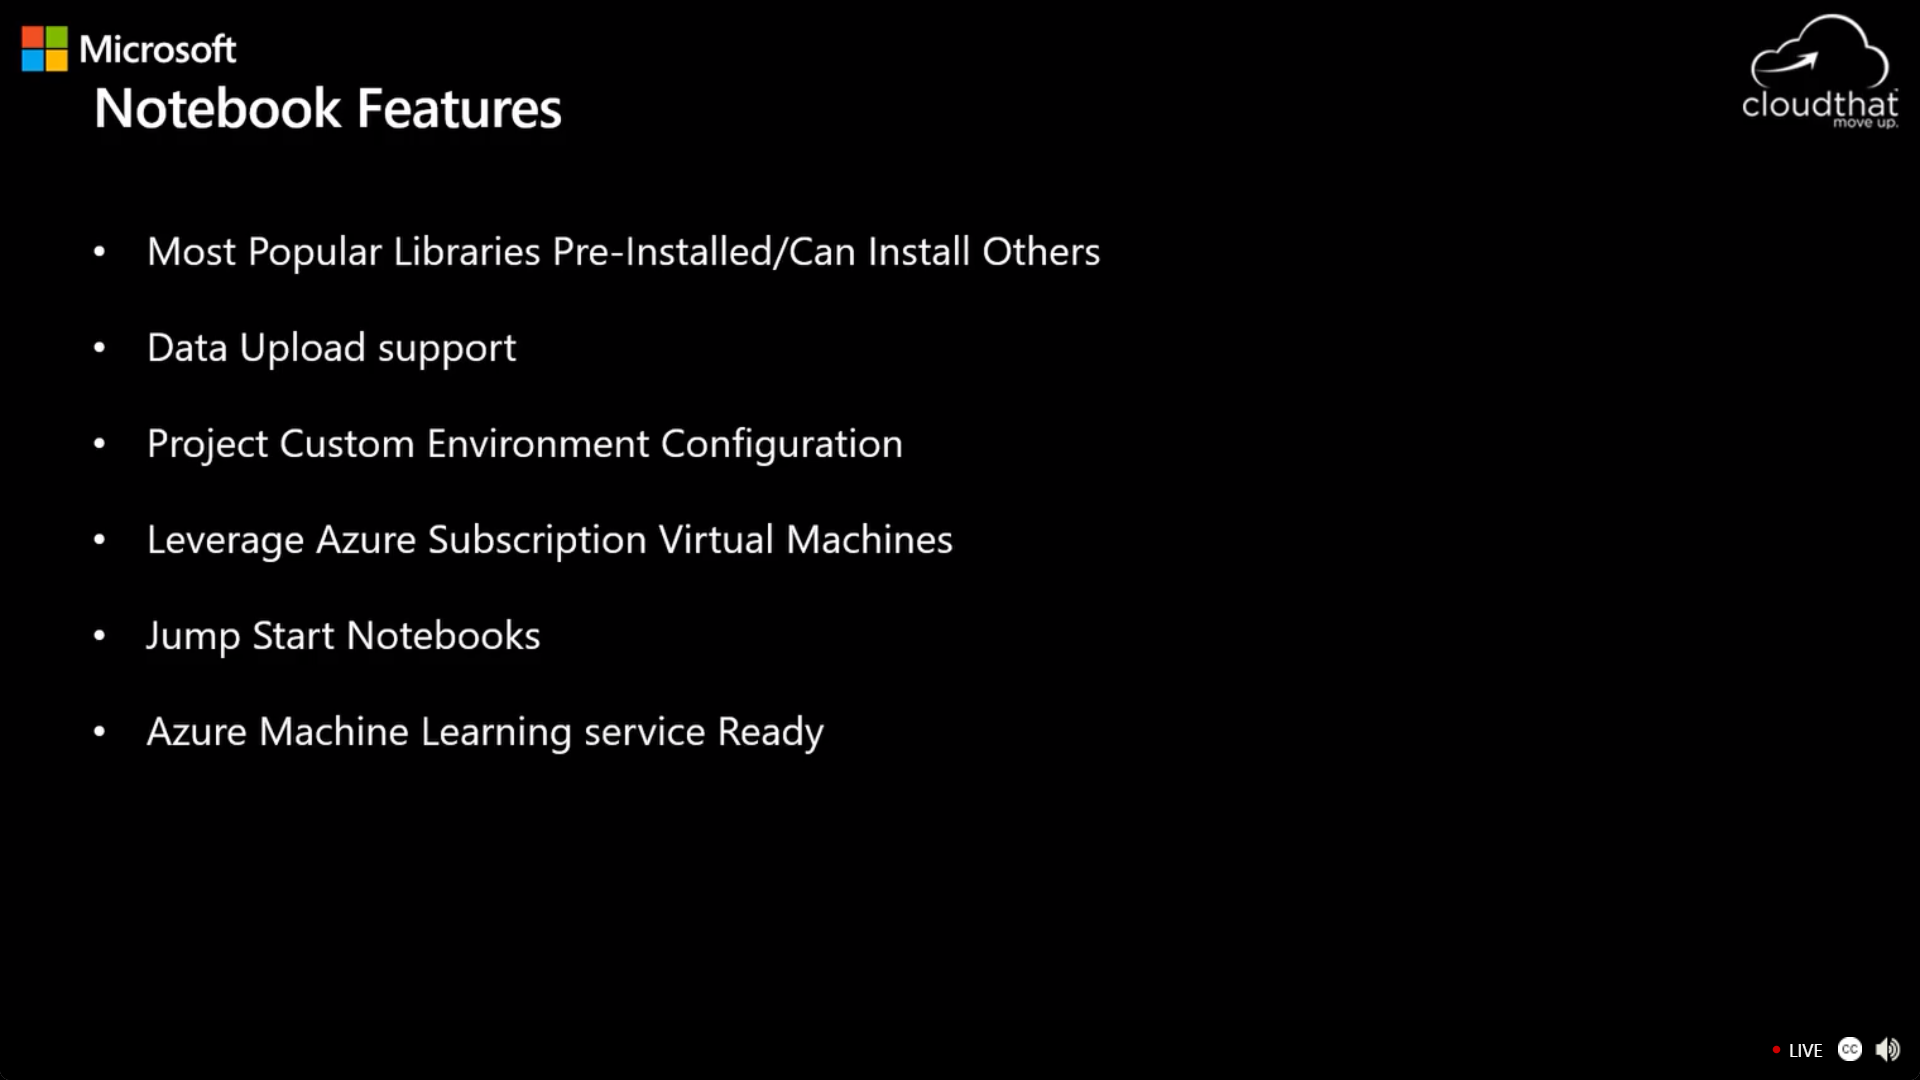 Microsoft
Notebook Features
cloudthat
move up.
• Most Popular Libraries Pre-Installed/Can Install Others
• Data Upload support
• Project Custom Environment Configuration
• Leverage Azure Subscription Virtual Machines
• Jump Start Notebooks
• Azure Machine Learning service Ready
LIVE
CC